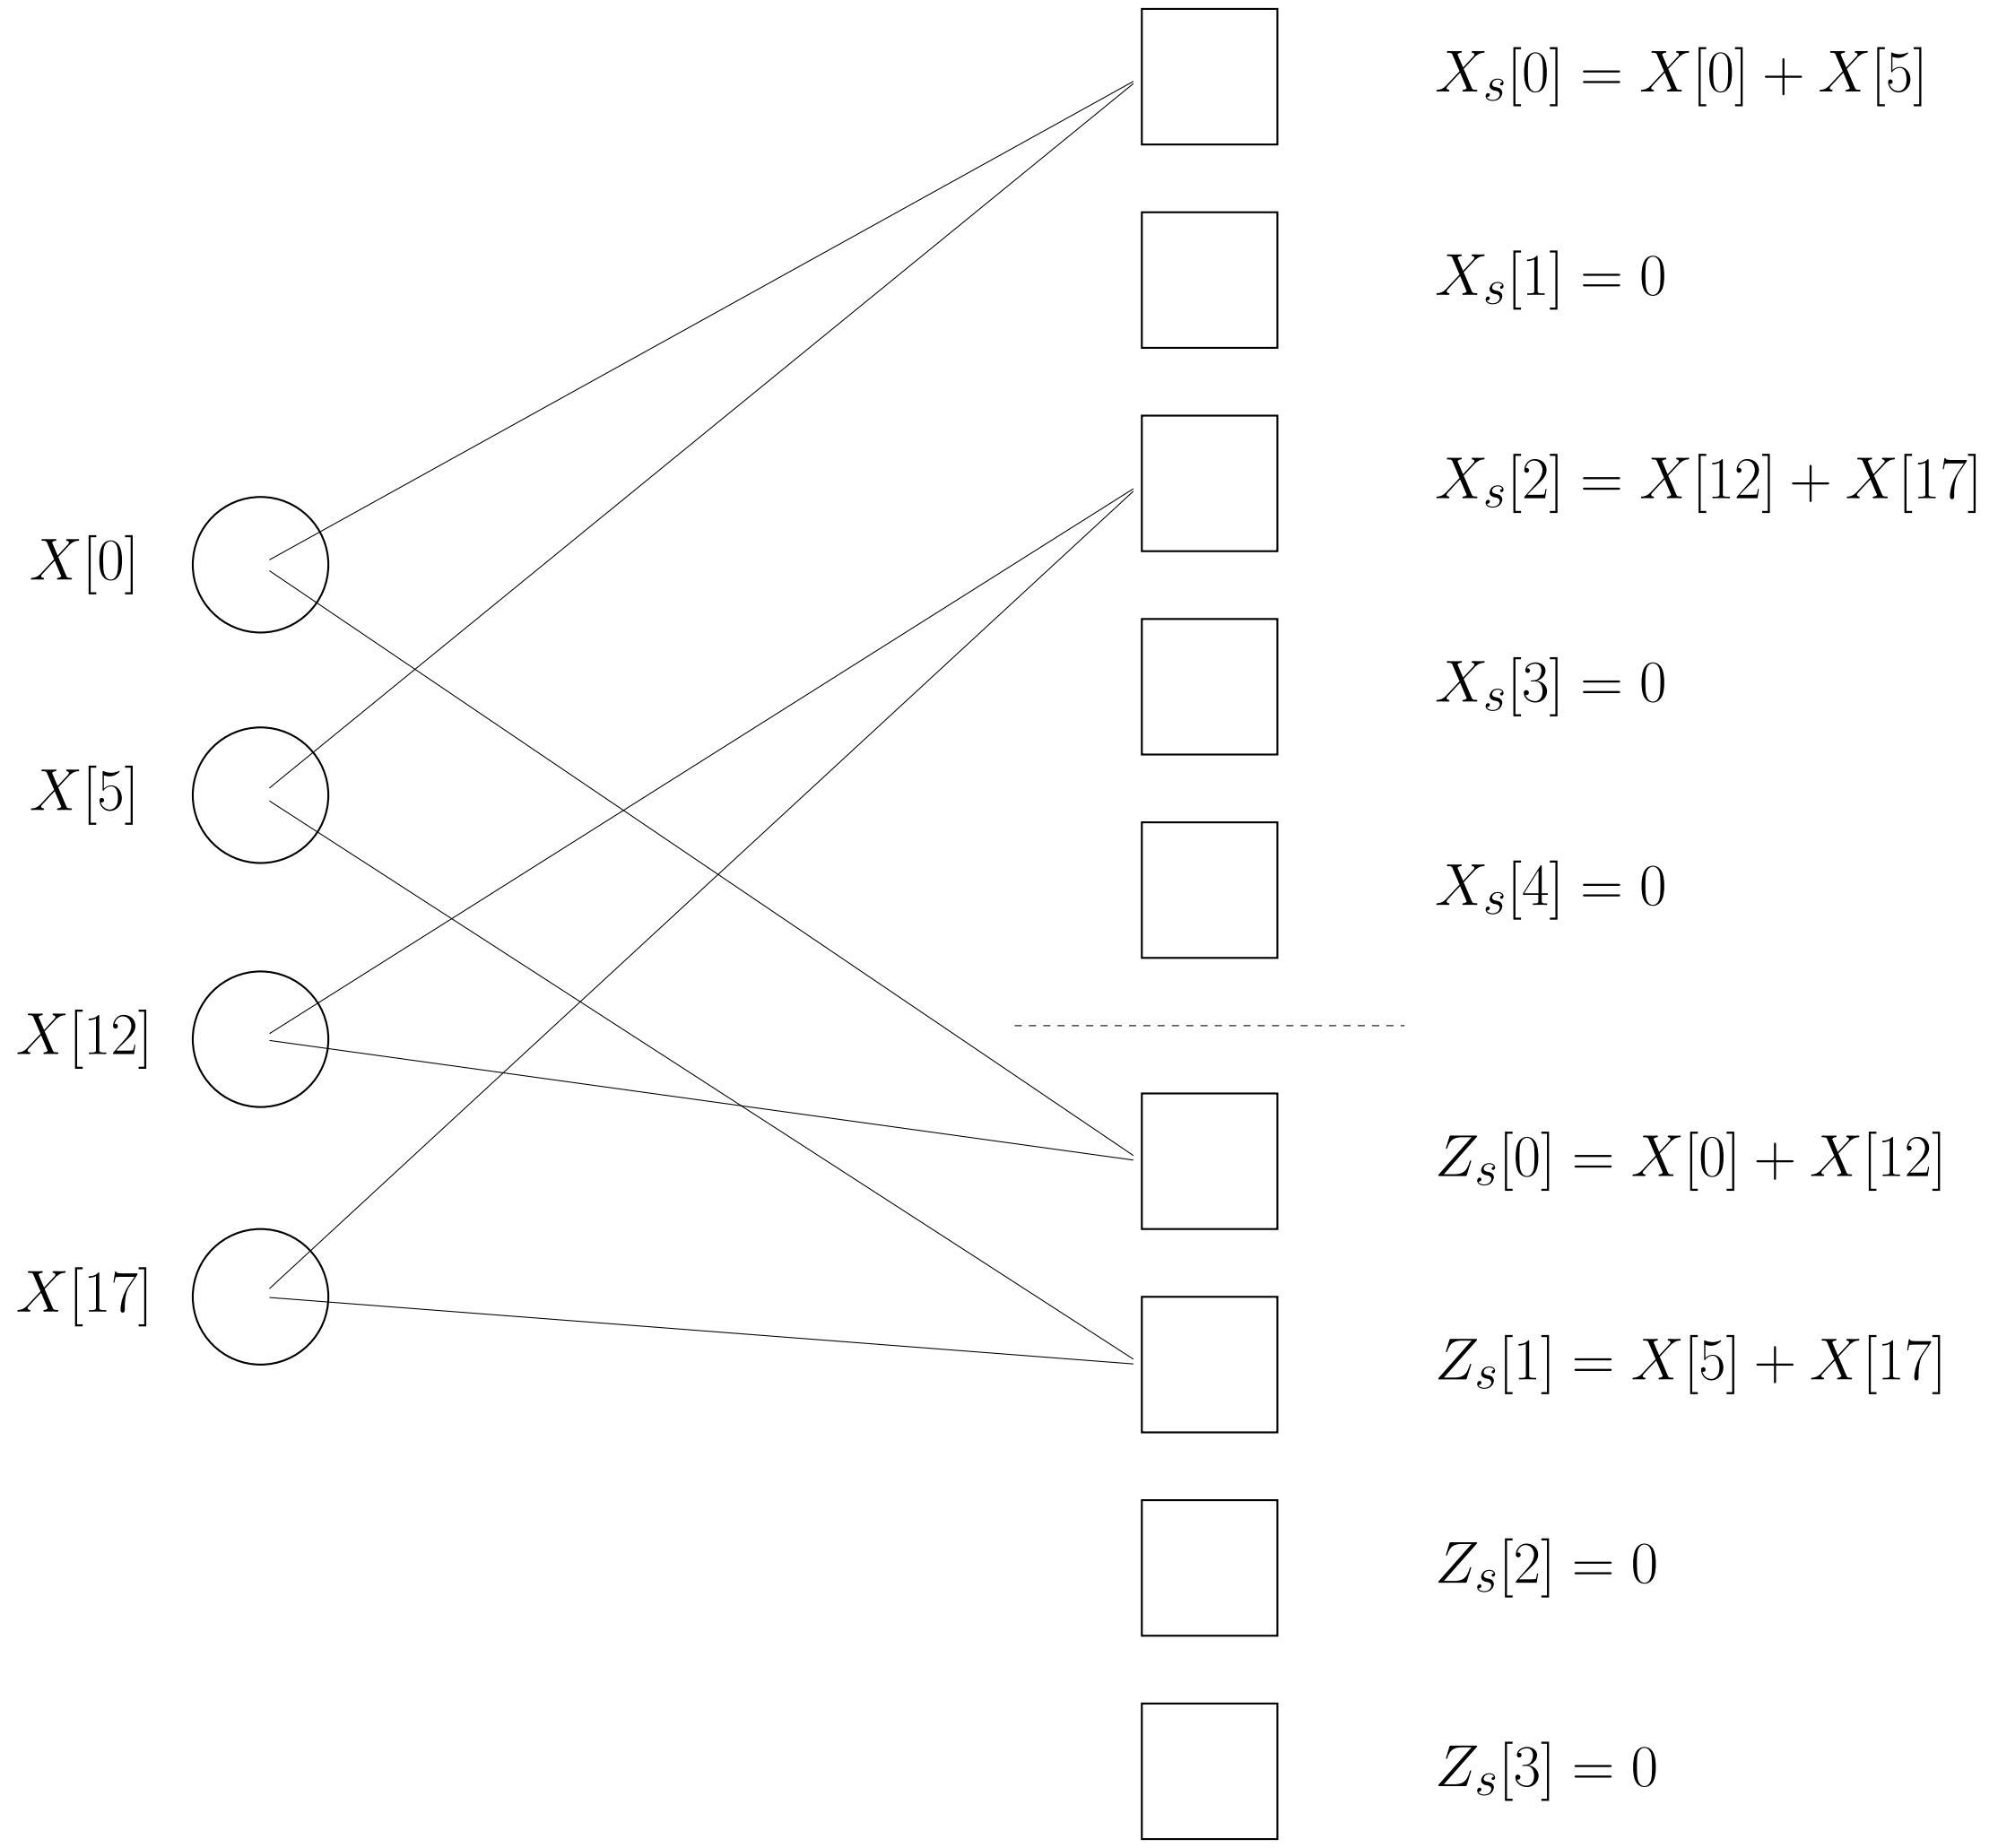 X_s[0] = X[0] + X[5]
X_s[1] = 0
X_s[2] = X[12] + X[17]
X[0]
X_s[3] = 0
X[5]
X_s[4] = 0
X[12]
Z_s[0] = X[0] + X[12]
X[17]
Z_s[1] = X[5] + X[17]
Z_s[2] = 0
Z_s[3] = 0